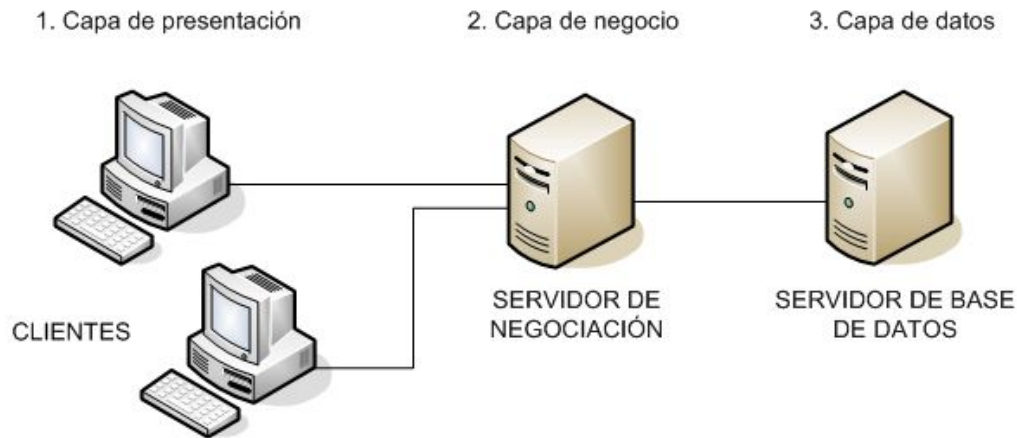 1. Capa de presentación
2. Capa de negocio
3. Capa de datos
CLIENTES
SERVIDOR DE
NEGOCIACIÓN
SERVIDOR DE BASE
DE DATOS